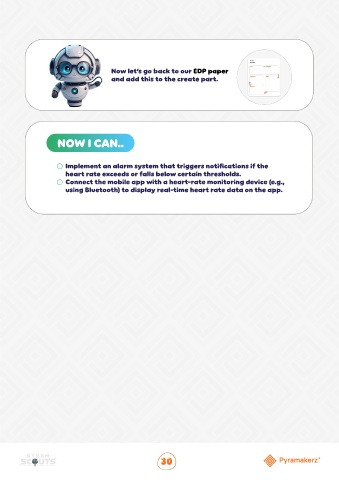 Now let's go back to our EDP paper
and add this to the create part.
NOW I CAN..
Implement an alarm system that triggers notifications if the
heart rate exceeds or falls below certain thresholds.
Connect the mobile app with a heart-rate monitoring device (e.g.,
using Bluetooth) to display real-time heart rate data on the app.
STEAM
SCOUTS
30
Pyramakerz